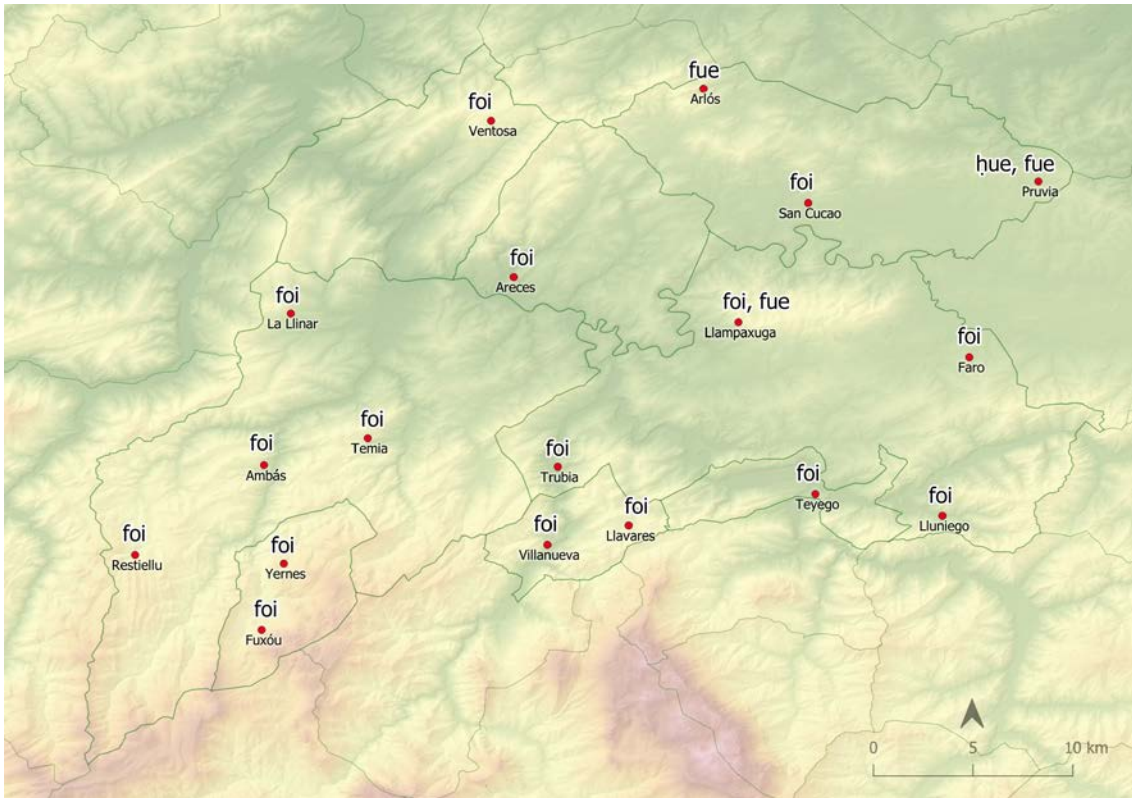 fue
Arlós
foi
Ventosa
ḥue, fue
Pruvia
foi
San Cucao
foi
Areces
foi
La Llinar
foi, fue
Llampaxuga
foi
Faro
foi
Temia
foi
Ambás
foi
Trubia
foi
Teyego
foi
Lluniego
foi
Llavares
foi
Villanueva
foi
Restiellu
foi
Yernes
foi
Fuxóu
0 5 10 km